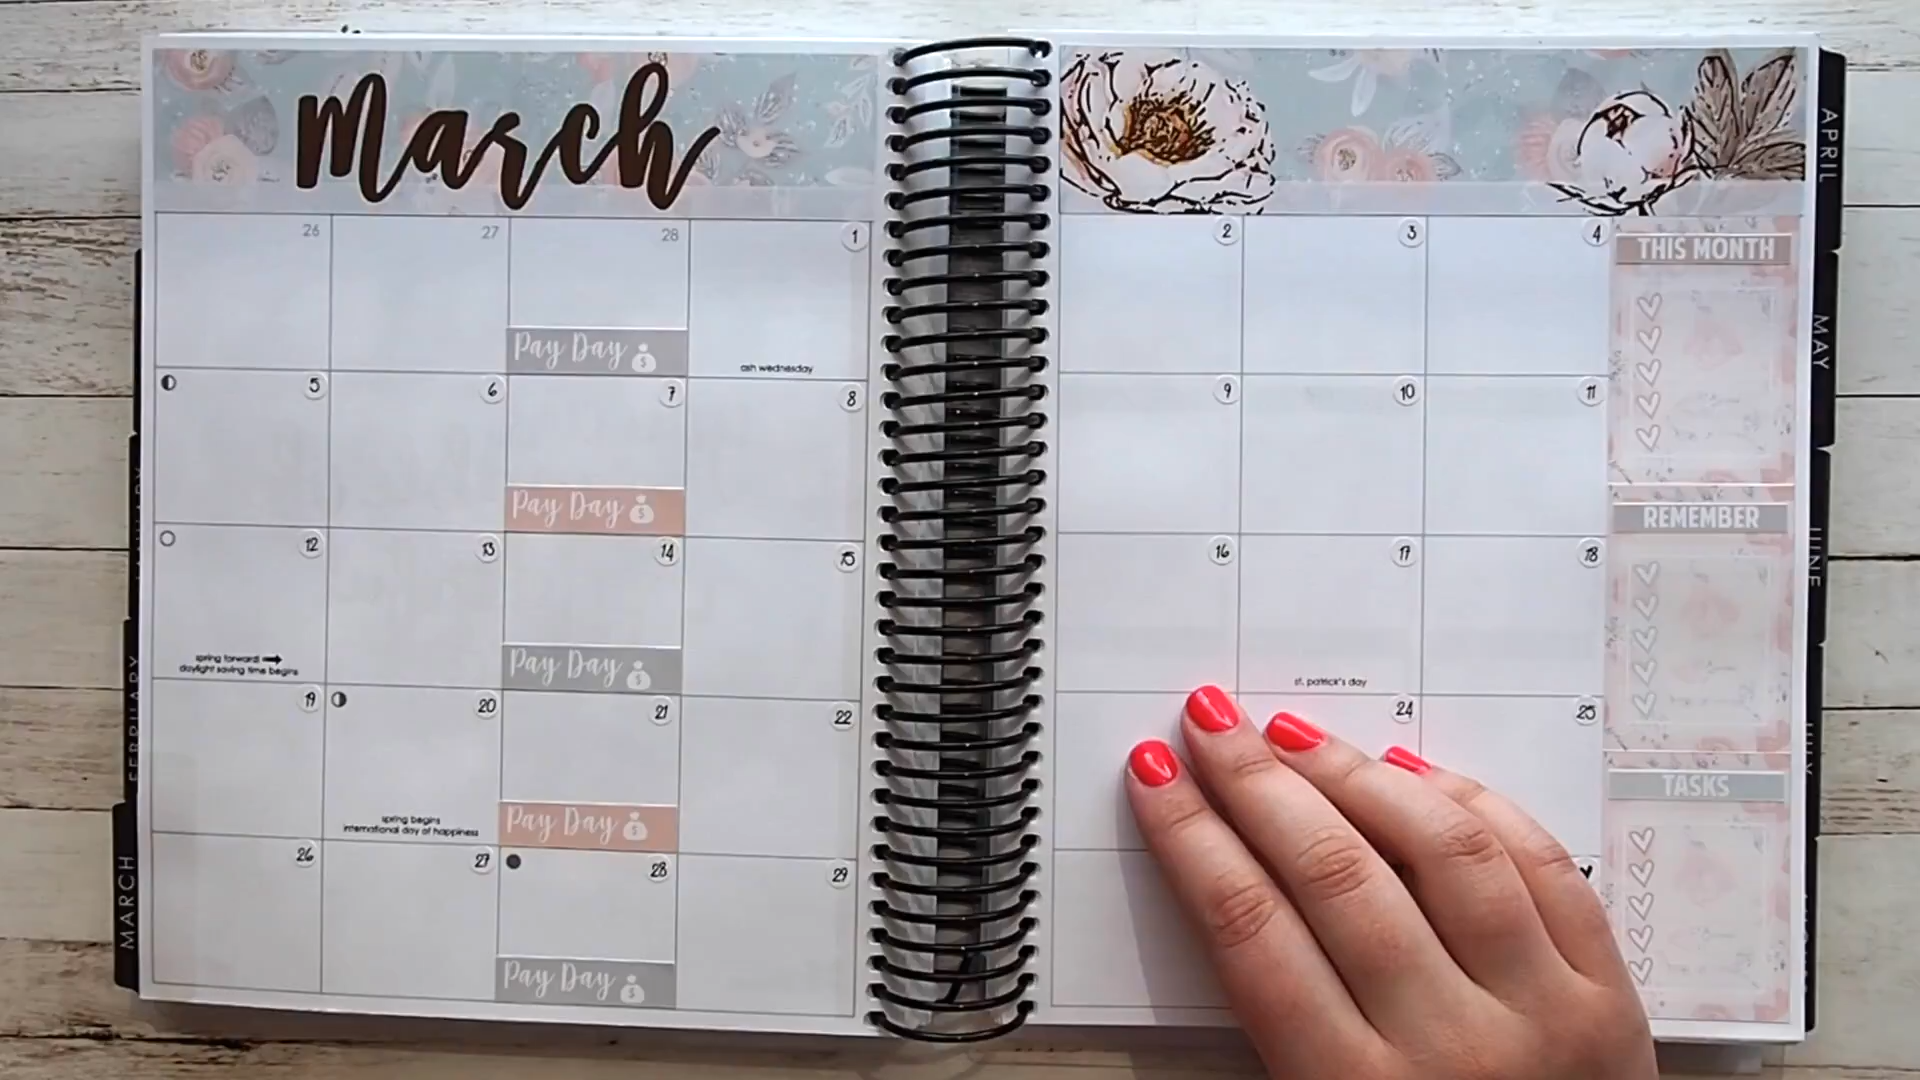 March
26 27 28 1 2 3 4
THIS MONTH
Pay Day
ash wednesday
5 6 7 8 9 10 11
Pay Day
REMEMBER
12 13 14 15 16 17 18
Pay Day
spring forward!
daylight saving time begins
st. patrick's day
19 20 21 22 24 25
TASKS
Pay Day
spring begins
international day of happiness
26 27 28 29
Pay Day
MARCH
FEBRUARY
APRIL
MAY
JUNE
JULY